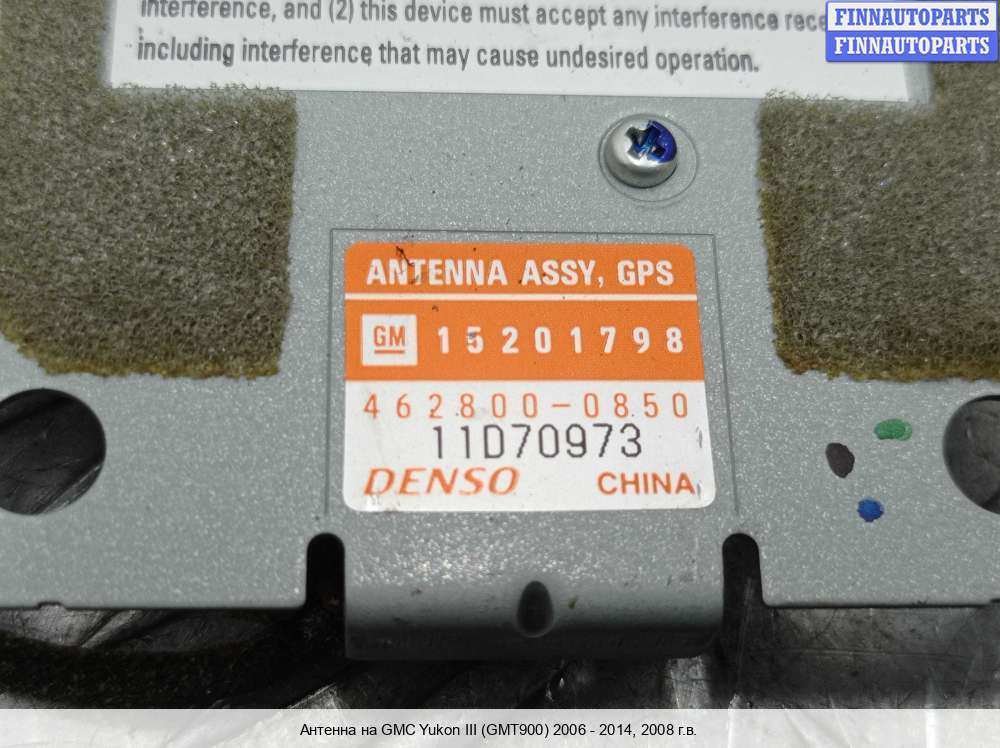 interference, and (2) this device must accept any interference rece
including interference that may cause undesired operation.
FINNAUTOPARTS
FINNAUTOPARTS
ANTENNA ASSY, GPS
GM 15201798
462800-0850
11D70973
DENSO CHINA
Антенна на GMC Yukon III (GMT900) 2006 - 2014, 2008 г.в.